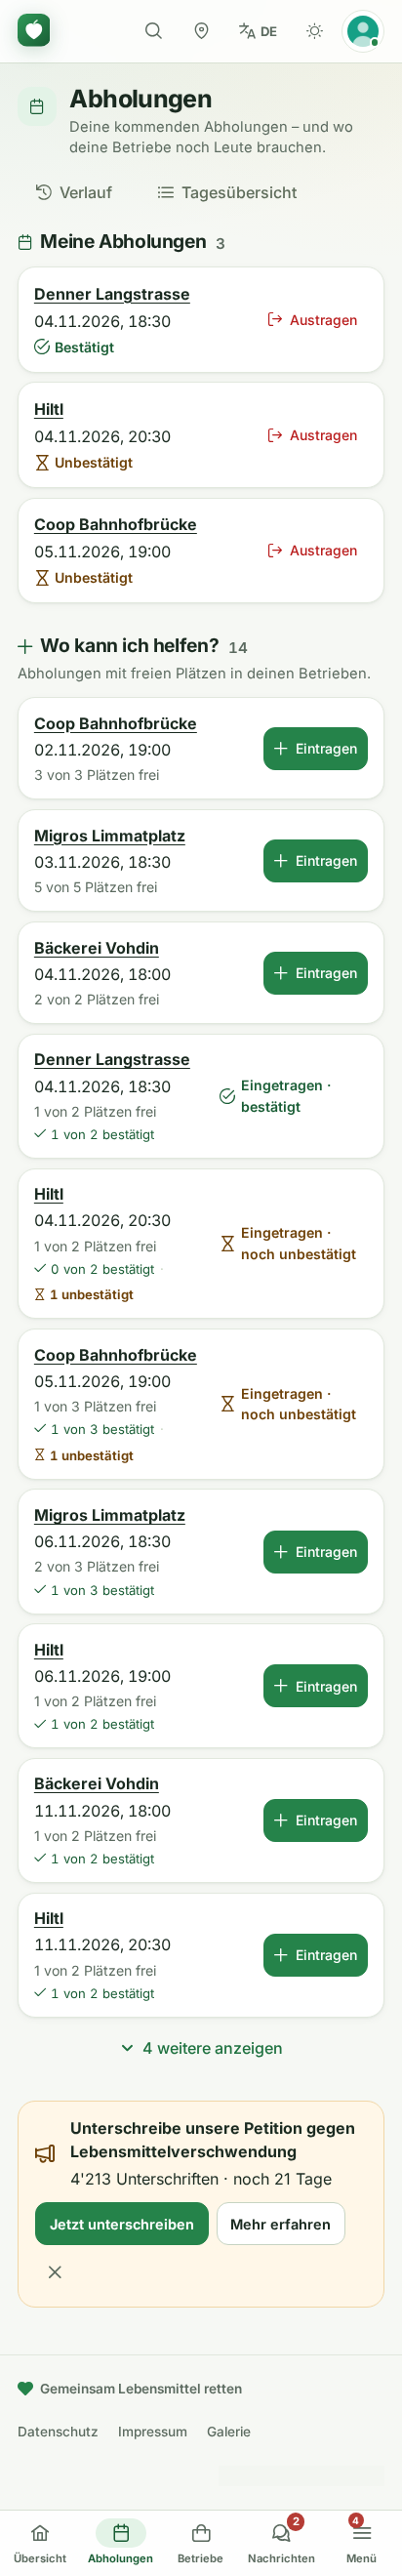 DE
Abholungen
Deine kommenden Abholungen – und wo
deine Betriebe noch Leute brauchen.
Verlauf
Tagesübersicht
Meine Abholungen 3
Denner Langstrasse
04.11.2026, 18:30
Bestätigt
Austragen
Hiltl
04.11.2026, 20:30
Unbestätigt
Austragen
Coop Bahnhofbrücke
05.11.2026, 19:00
Unbestätigt
Austragen
Wo kann ich helfen? 14
Abholungen mit freien Plätzen in deinen Betrieben.
Coop Bahnhofbrücke
02.11.2026, 19:00
3 von 3 Plätzen frei
Eintragen
Migros Limmatplatz
03.11.2026, 18:30
5 von 5 Plätzen frei
Eintragen
Bäckerei Vohdin
04.11.2026, 18:00
2 von 2 Plätzen frei
Eintragen
Denner Langstrasse
04.11.2026, 18:30
1 von 2 Plätzen frei
1 von 2 bestätigt
Eingetragen ·
bestätigt
Hiltl
04.11.2026, 20:30
1 von 2 Plätzen frei
0 von 2 bestätigt ·
1 unbestätigt
Eingetragen ·
noch unbestätigt
Coop Bahnhofbrücke
05.11.2026, 19:00
1 von 3 Plätzen frei
1 von 3 bestätigt ·
1 unbestätigt
Eingetragen ·
noch unbestätigt
Migros Limmatplatz
06.11.2026, 18:30
2 von 3 Plätzen frei
1 von 3 bestätigt
Eintragen
Hiltl
06.11.2026, 19:00
1 von 2 Plätzen frei
1 von 2 bestätigt
Eintragen
Bäckerei Vohdin
11.11.2026, 18:00
1 von 2 Plätzen frei
1 von 2 bestätigt
Eintragen
Hiltl
11.11.2026, 20:30
1 von 2 Plätzen frei
1 von 2 bestätigt
Eintragen
4 weitere anzeigen
Unterschreibe unsere Petition gegen
Lebensmittelverschwendung
4'213 Unterschriften · noch 21 Tage
Jetzt unterschreiben
Mehr erfahren
Gemeinsam Lebensmittel retten
Datenschutz
Impressum
Galerie
2
4
Übersicht
Abholungen
Betriebe
Nachrichten
Menü